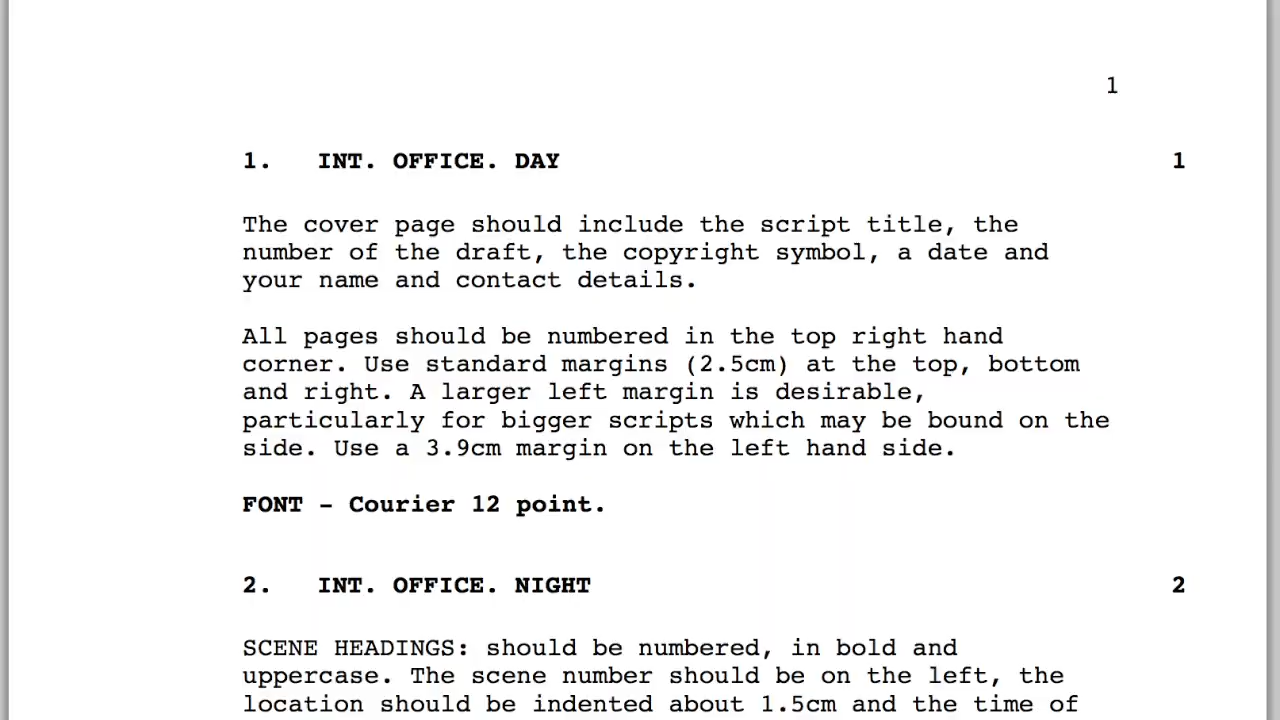 1
1. INT. OFFICE. DAY 1
The cover page should include the script title, the
number of the draft, the copyright symbol, a date and
your name and contact details.
All pages should be numbered in the top right hand
corner. Use standard margins (2.5cm) at the top, bottom
and right. A larger left margin is desirable,
particularly for bigger scripts which may be bound on the
side. Use a 3.9cm margin on the left hand side.
FONT – Courier 12 point.
2. INT. OFFICE. NIGHT 2
SCENE HEADINGS: should be numbered, in bold and
uppercase. The scene number should be on the left, the
location should be indented about 1.5cm and the time of